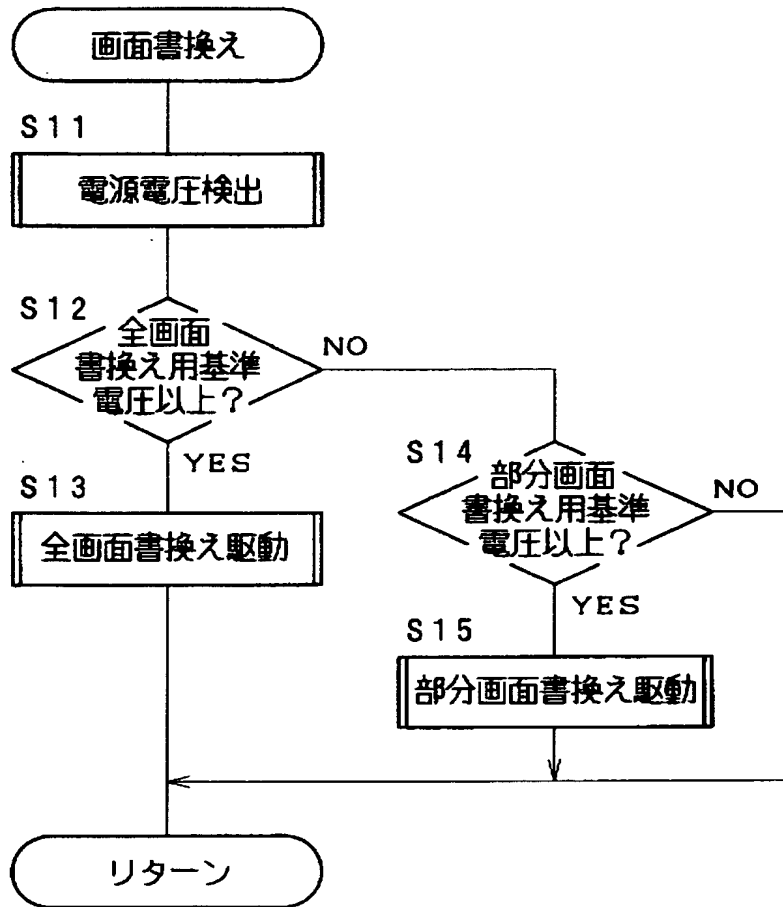 画面書換え
S11
電源電圧検出
S12
全画面
書換え用基準
電圧以上?
NO
YES
S13
全画面書換え駆動
S14
部分画面
書換え用基準
電圧以上?
NO
YES
S15
部分画面書換え駆動
リターン